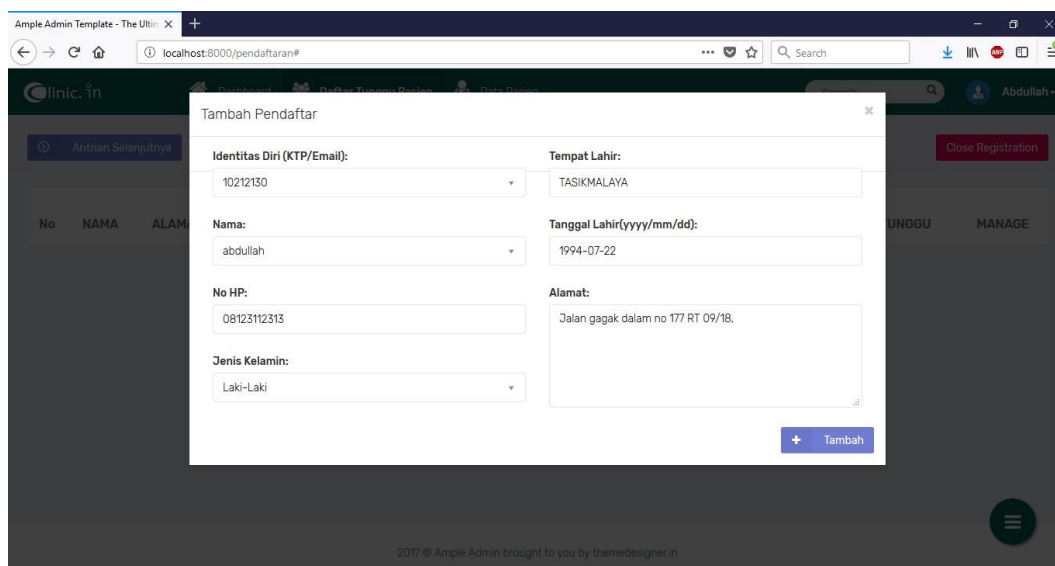 Ample Admin Template - The Ultin
localhost:8000/pendaftaran#
Search
Clinic.in
Dashboard Daftar Tunggu Pasien Data Pasien
Abdullah
Tambah Pendaftar
Antrian Selanjutnya
Close Registration
Identitas Diri (KTP/Email):
10212130
Tempat Lahir:
TASIKMALAYA
No NAMA ALAM UNGGU MANAGE
Nama:
abdullah
Tanggal Lahir(yyyy/mm/dd):
1994-07-22
No HP:
08123112313
Alamat:
Jalan gagak dalam no 177 RT 09/18,
Jenis Kelamin:
Laki-Laki
Tambah
2017 © Ample Admin brought to you by themedesigner.in